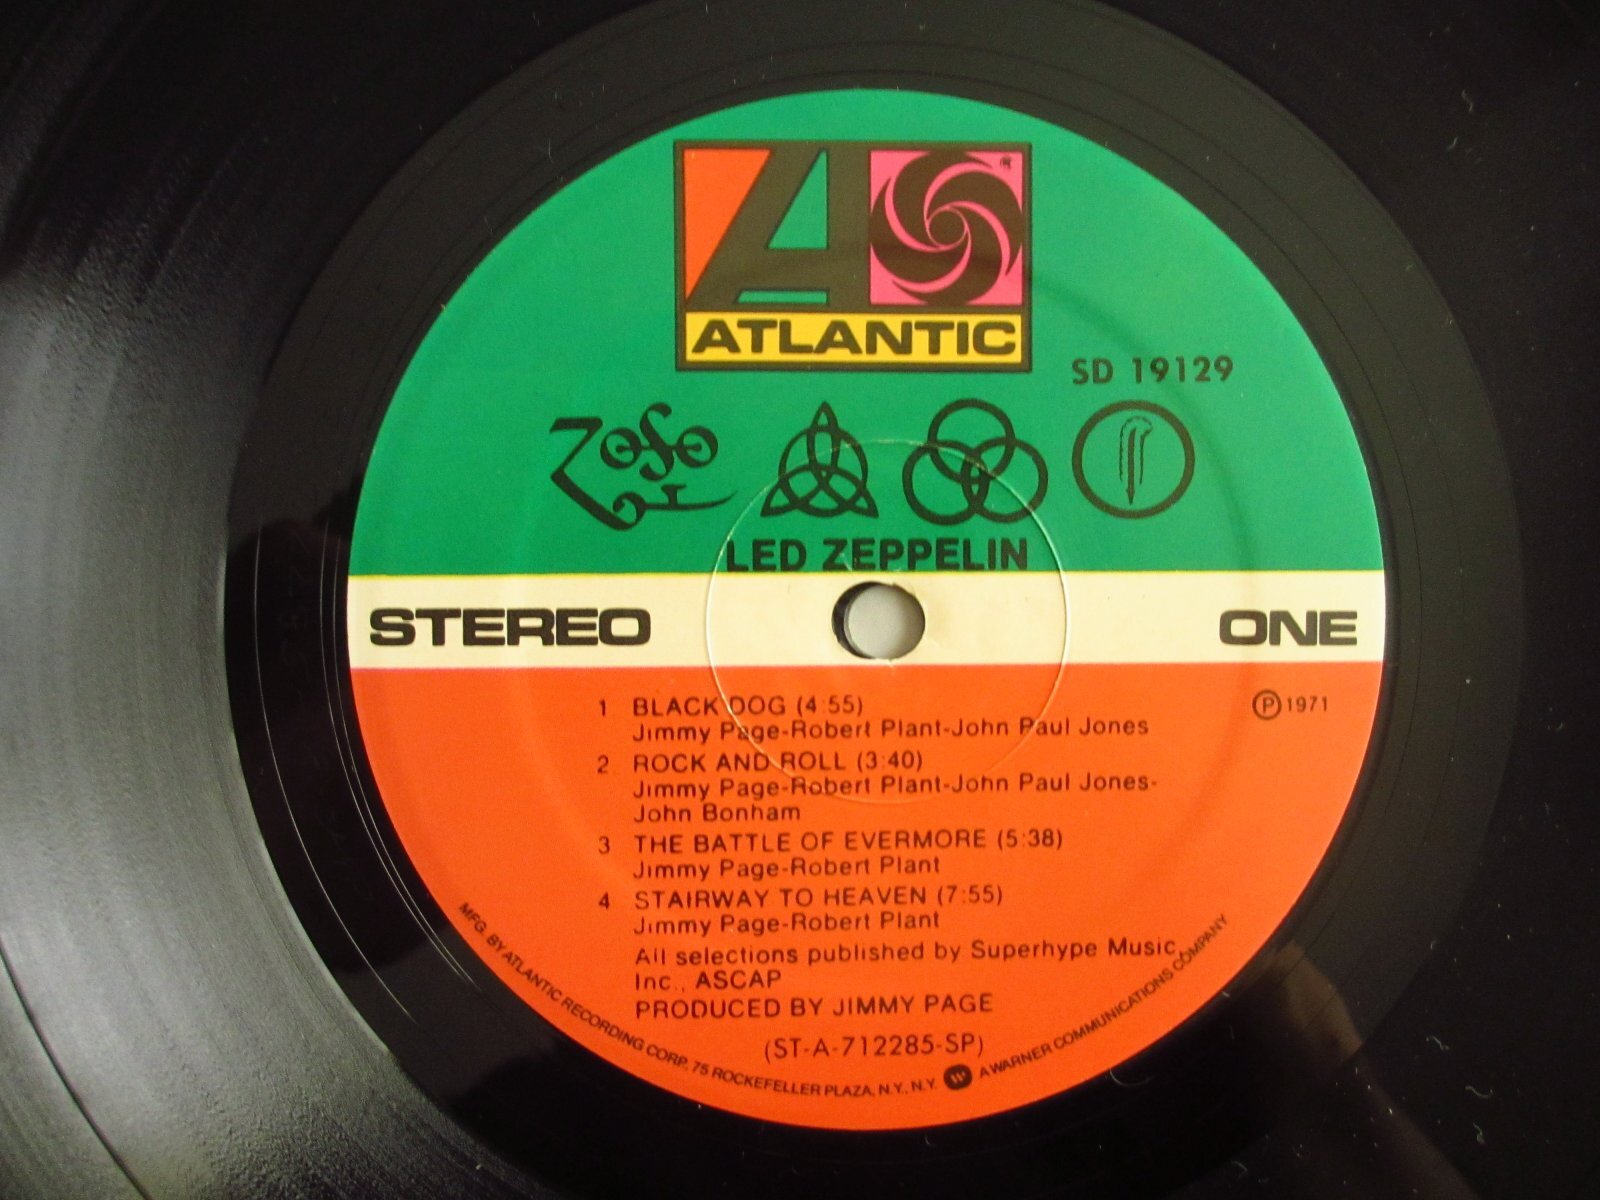 ATLANTIC
SD 19129
LED ZEPPELIN
STEREO
ONE
1 BLACK DOG (4:55)
Jimmy Page-Robert Plant-John Paul Jones
Ⓟ1971
2 ROCK AND ROLL (3:40)
Jimmy Page-Robert Plant-John Paul Jones-
John Bonham
3 THE BATTLE OF EVERMORE (5:38)
Jimmy Page-Robert Plant
4 STAIRWAY TO HEAVEN (7:55)
Jimmy Page-Robert Plant
All selections published by Superhype Music,
Inc., ASCAP
PRODUCED BY JIMMY PAGE
(ST-A-712285-SP)
MFG. BY ATLANTIC RECORDING CORP. 75 ROCKEFELLER PLAZA, N.Y., N.Y. A WARNER COMMUNICATIONS COMPANY